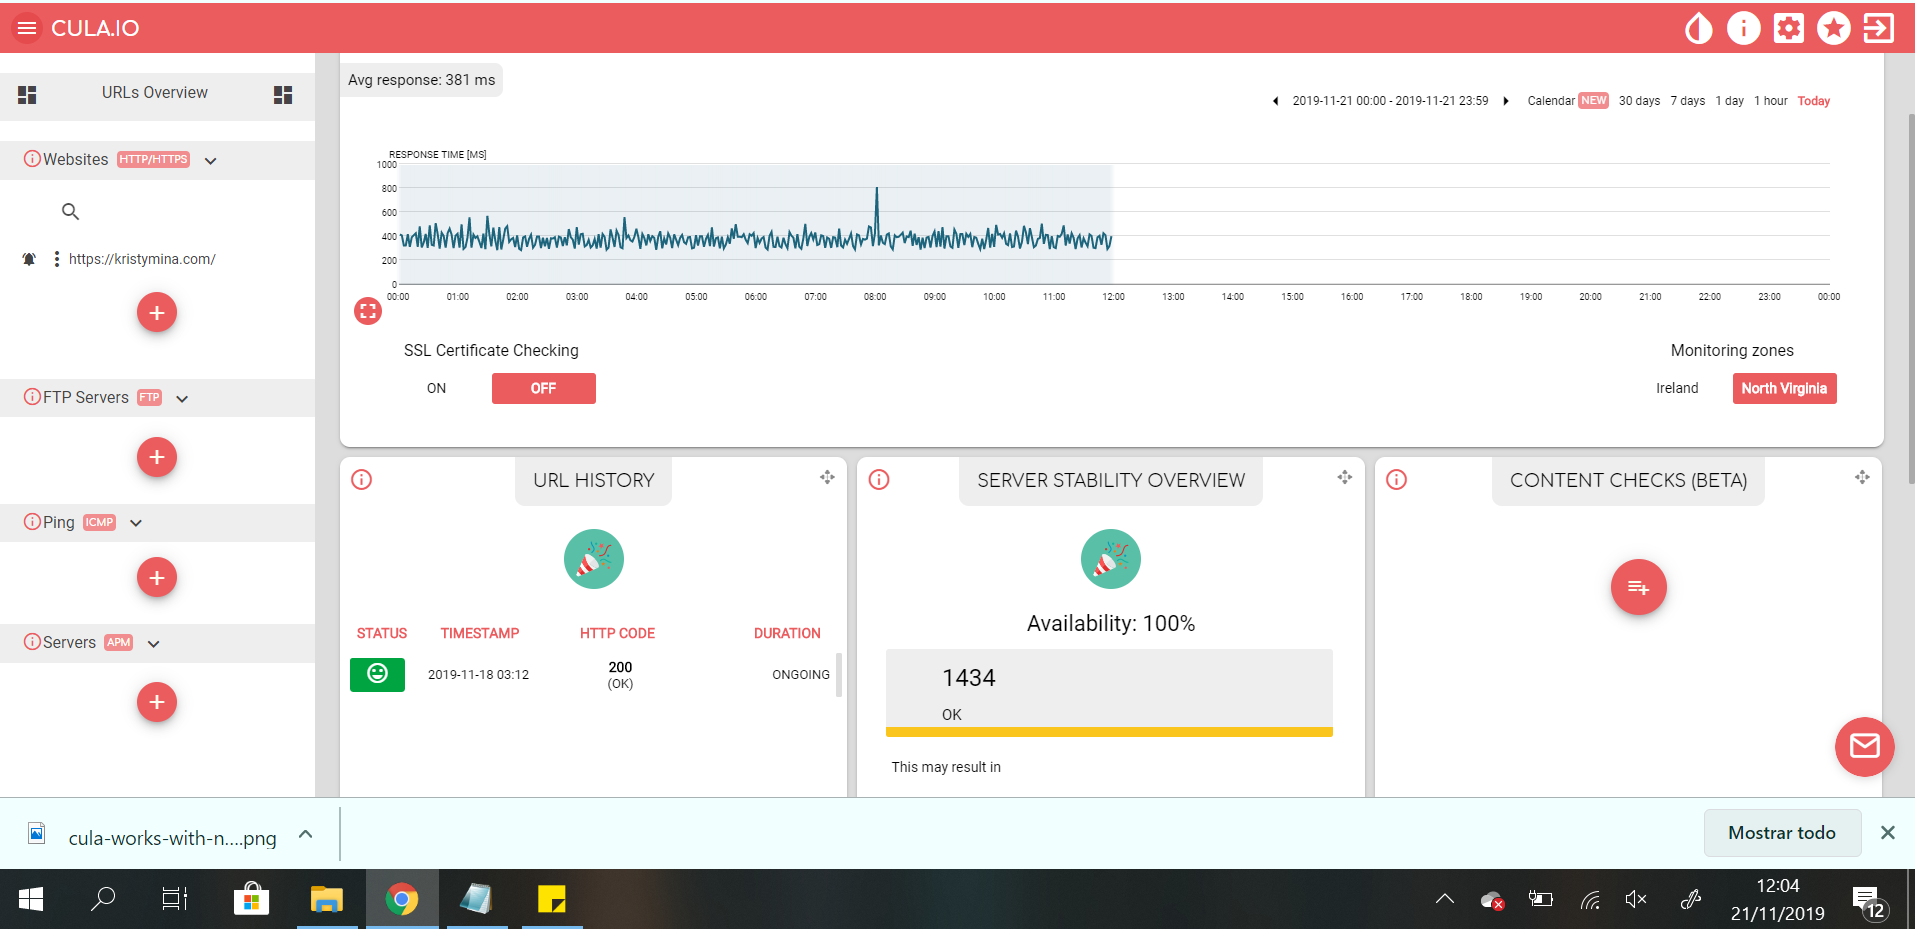 CULA.IO
URLs Overview
Websites HTTP/HTTPS
https://kristymina.com/
FTP Servers FTP
Ping ICMP
Servers APM
Avg response: 381 ms
2019-11-21 00:00 - 2019-11-21 23:59 Calendar NEW 30 days 7 days 1 day 1 hour Today
RESPONSE TIME [MS]
1000
800
600
400
200
0
00:00 01:00 02:00 03:00 04:00 05:00 06:00 07:00 08:00 09:00 10:00 11:00 12:00 13:00 14:00 15:00 16:00 17:00 18:00 19:00 20:00 21:00 22:00 23:00 00:00
SSL Certificate Checking
ON OFF
Monitoring zones
Ireland North Virginia
URL HISTORY
STATUS TIMESTAMP HTTP CODE DURATION
2019-11-18 03:12 200 ONGOING
(OK)
SERVER STABILITY OVERVIEW
Availability: 100%
1434
OK
This may result in
CONTENT CHECKS (BETA)
cula-works-with-n....png
Mostrar todo
12:04
21/11/2019
12